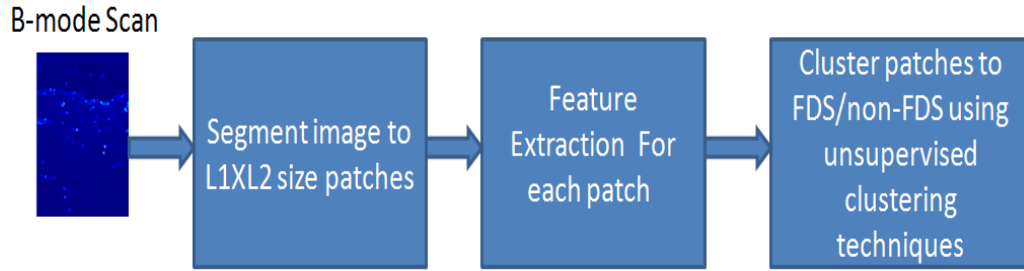 B-mode Scan
Segment image to
L1XL2 size patches
Feature
Extraction For
each patch
Cluster patches to
FDS/non-FDS using
unsupervised
clustering
techniques